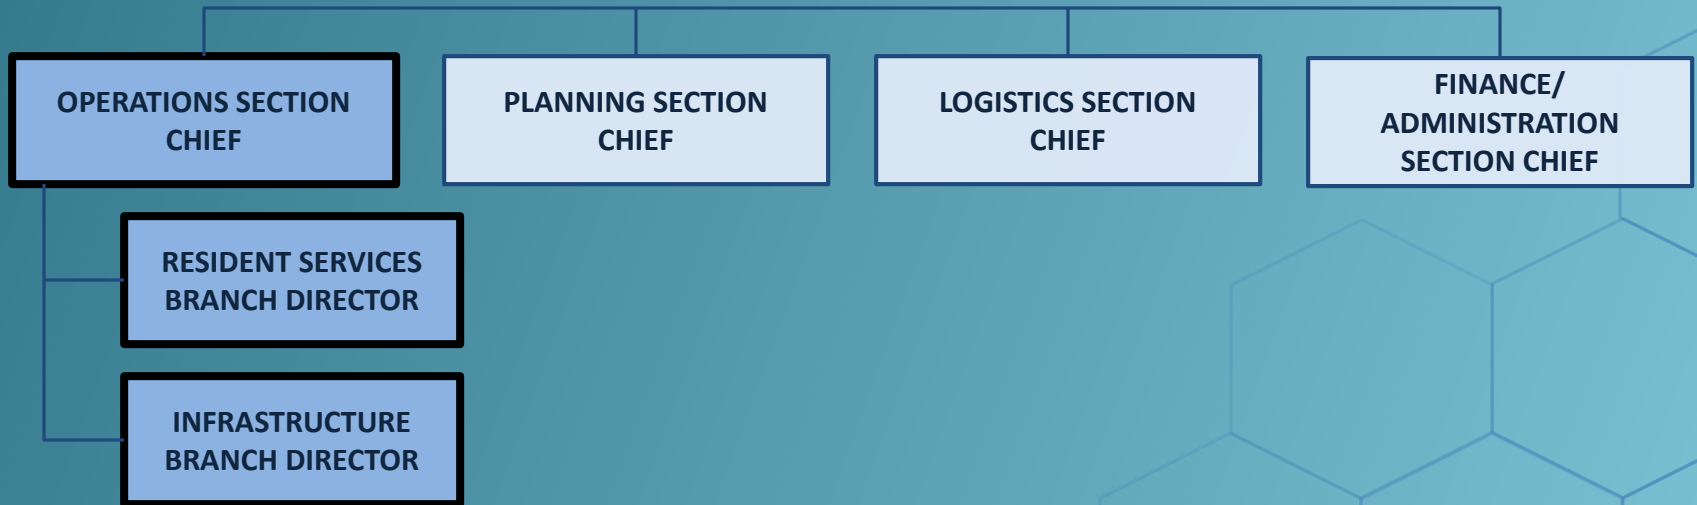 OPERATIONS SECTION
CHIEF
PLANNING SECTION
CHIEF
LOGISTICS SECTION
CHIEF
FINANCE/
ADMINISTRATION
SECTION CHIEF
RESIDENT SERVICES
BRANCH DIRECTOR
INFRASTRUCTURE
BRANCH DIRECTOR